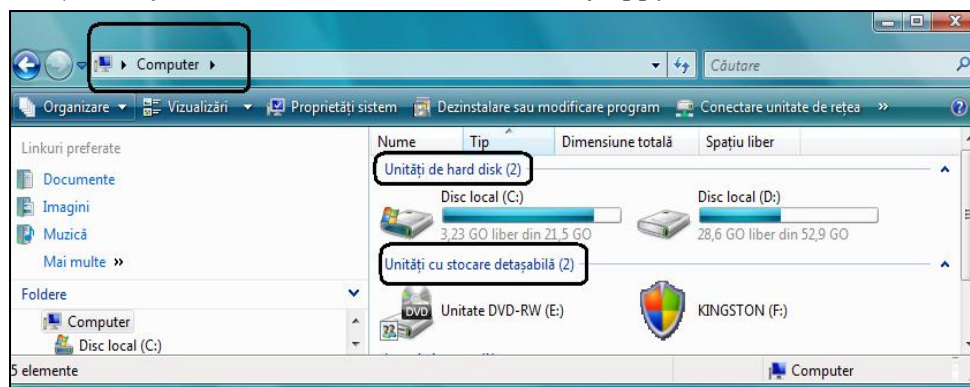 Computer
Căutare
Organizare Vizualizări Proprietăți sistem Dezinstalare sau modificare program Conectare unitate de rețea »
Linkuri preferate
Documente
Imagini
Muzică
Mai multe »
Foldere
Computer
Disc local (C:)
Nume Tip Dimensiune totală Spațiu liber
Unități de hard disk (2)
Disc local (C:)
3,23 GO liber din 21,5 GO
Disc local (D:)
28,6 GO liber din 52,9 GO
Unități cu stocare detașabilă (2)
DVD
Unitate DVD-RW (E:)
KINGSTON (F:)
5 elemente
Computer